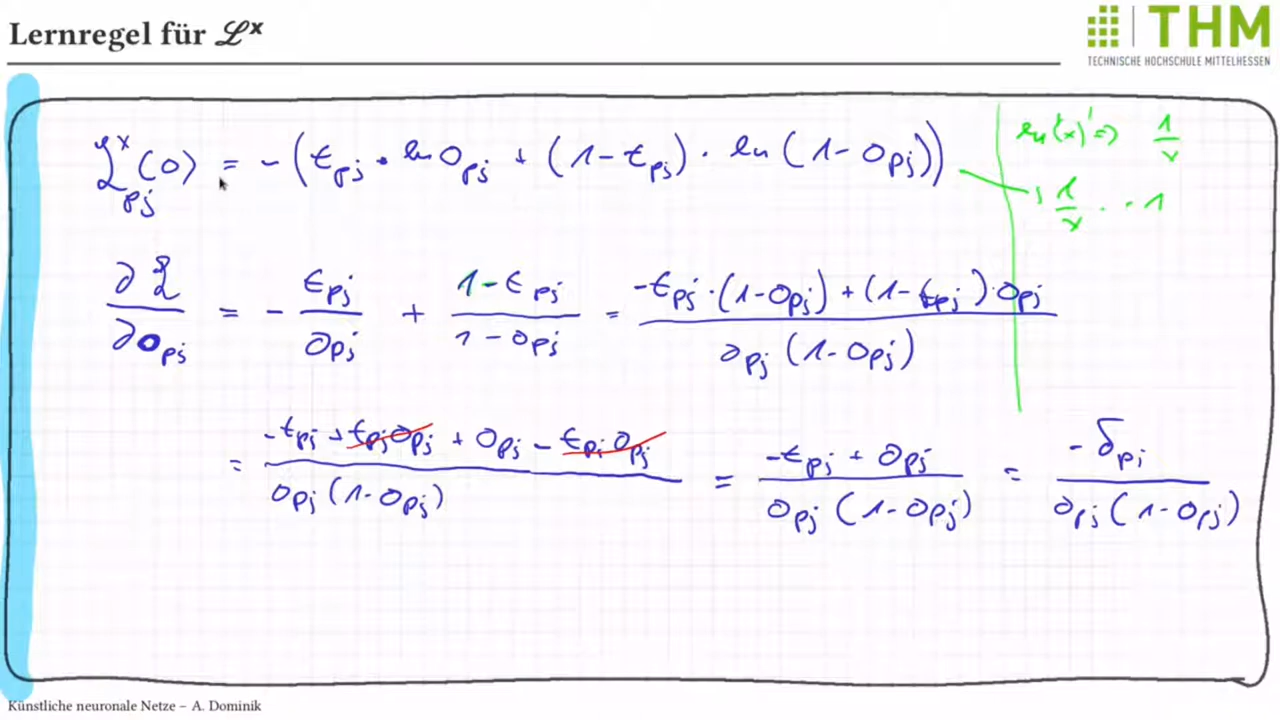 Lernregel für ℒˣ
THM
TECHNISCHE HOCHSCHULE MITTELHESSEN
ℒˣ_pj (o) = - (t_pj · ln o_pj + (1 - t_pj) · ln (1 - o_pj))
ln(x)' => 1/x
1/x · -1
∂ℒ/∂o_pj = - t_pj/o_pj + (1 - t_pj)/(1 - o_pj) = (-t_pj · (1 - o_pj) + (1 - t_pj) · o_pj)/(o_pj (1 - o_pj))
= (-t_pj + t_pj o_pj + o_pj - t_pj o_pj)/(o_pj (1 - o_pj)) = (-t_pj + o_pj)/(o_pj (1 - o_pj)) = -δ_pj/(o_pj (1 - o_pj))
Künstliche neuronale Netze – A. Dominik